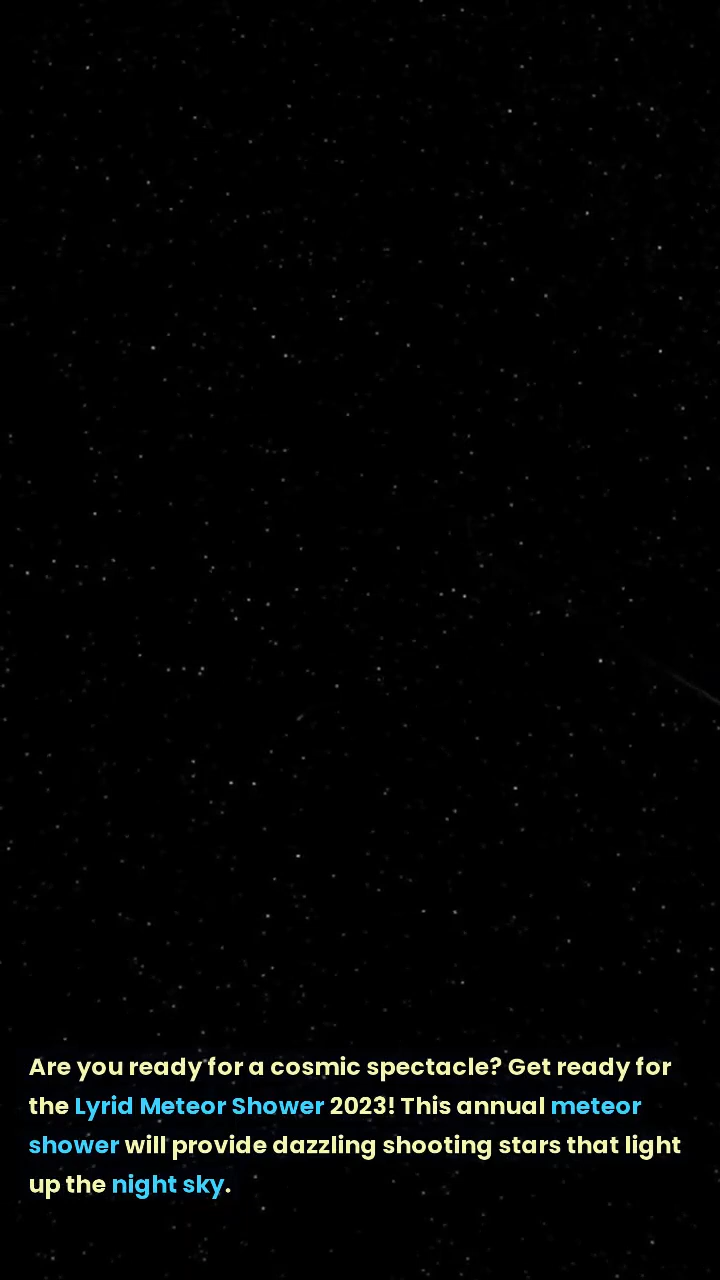 Are you ready for a cosmic spectacle? Get ready for
the Lyrid Meteor Shower 2023! This annual meteor
shower will provide dazzling shooting stars that light
up the night sky.